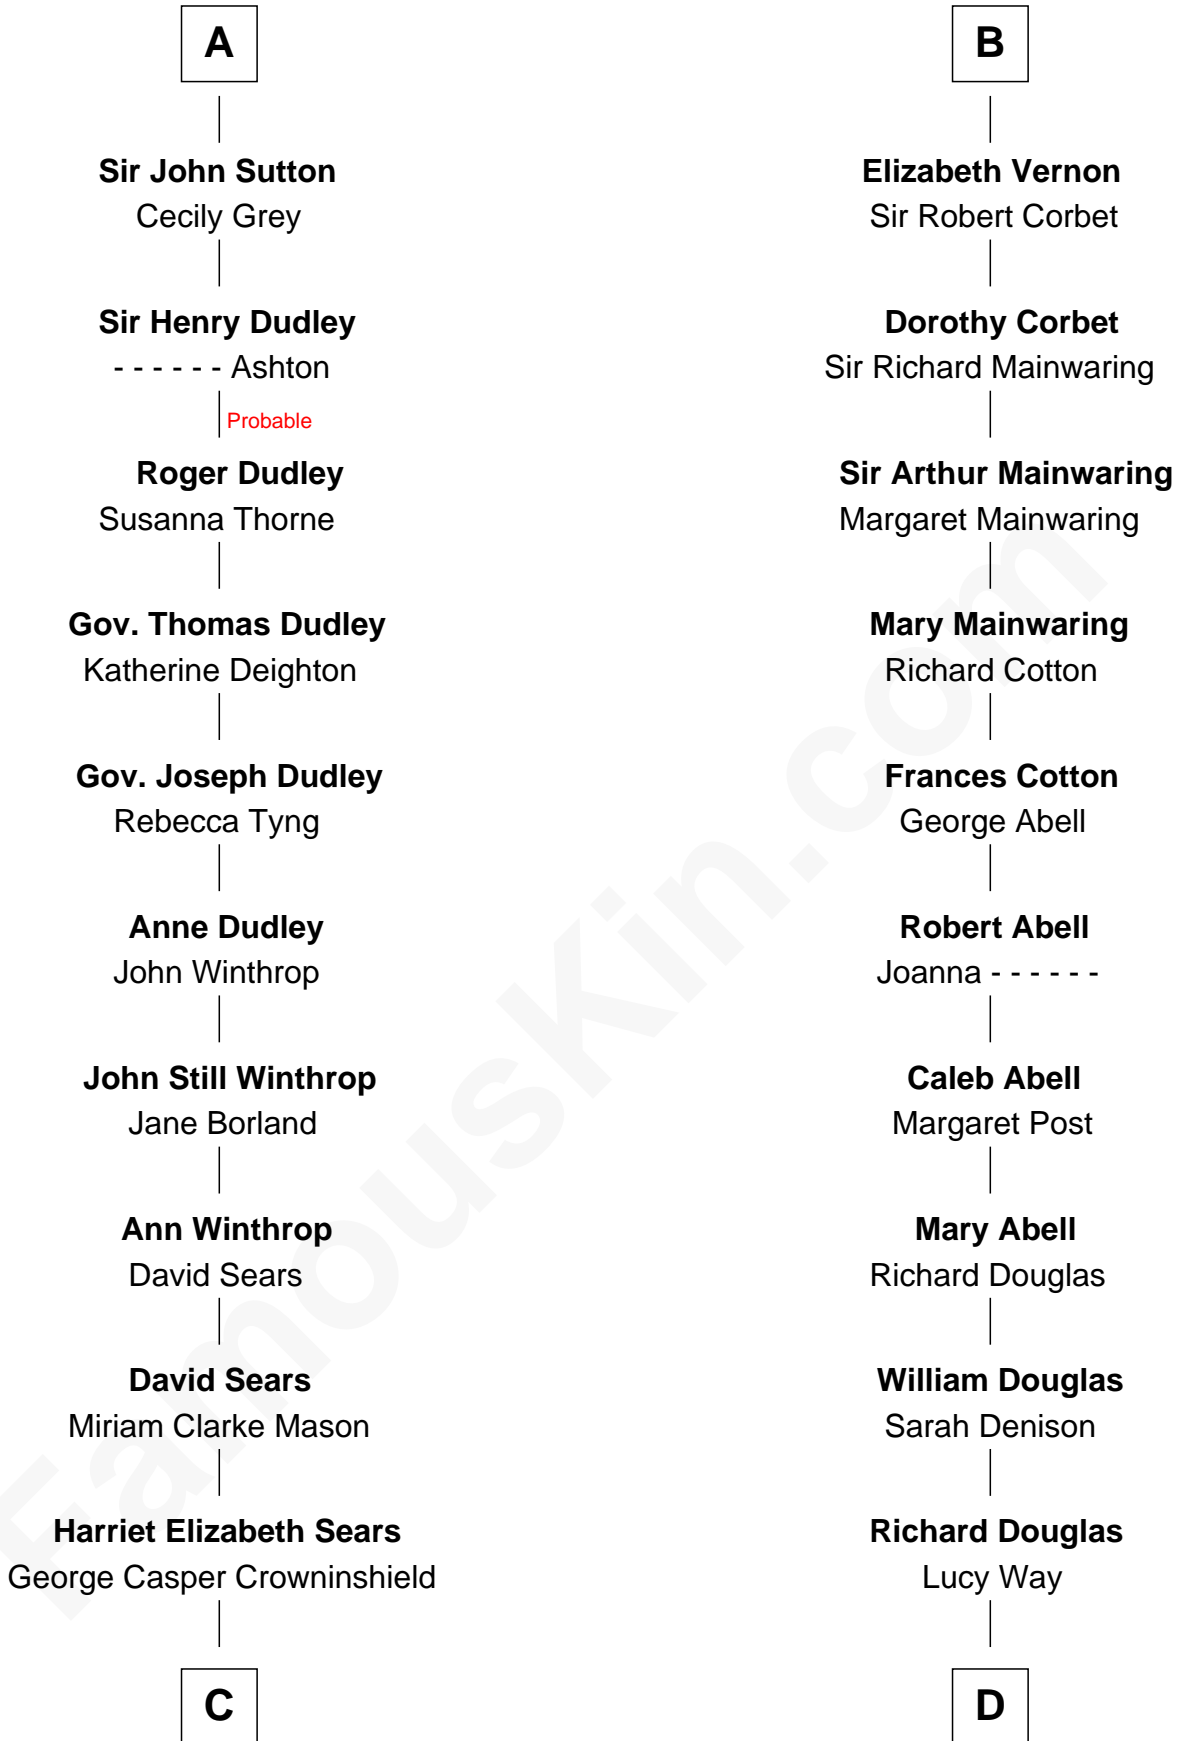 A
Sir John Sutton
Cecily Grey
Sir Henry Dudley
- - - - - - Ashton
Probable
Roger Dudley
Susanna Thorne
Gov. Thomas Dudley
Katherine Deighton
Gov. Joseph Dudley
Rebecca Tyng
Anne Dudley
John Winthrop
John Still Winthrop
Jane Borland
Ann Winthrop
David Sears
David Sears
Miriam Clarke Mason
Harriet Elizabeth Sears
George Casper Crowninshield
C
B
Elizabeth Vernon
Sir Robert Corbet
Dorothy Corbet
Sir Richard Mainwaring
Sir Arthur Mainwaring
Margaret Mainwaring
Mary Mainwaring
Richard Cotton
Frances Cotton
George Abell
Robert Abell
Joanna - - - - - -
Caleb Abell
Margaret Post
Mary Abell
Richard Douglas
William Douglas
Sarah Denison
Richard Douglas
Lucy Way
D
FamousKin.com